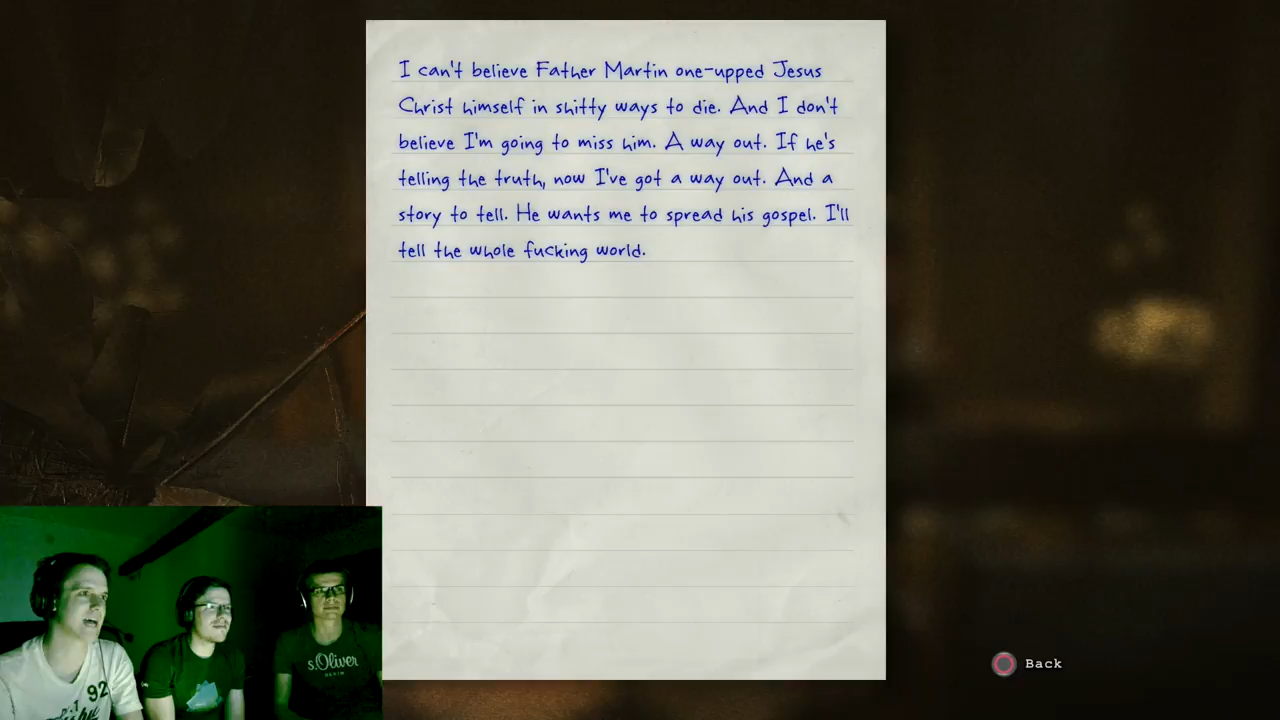 I can't believe Father Martin one-upped Jesus
Christ himself in shitty ways to die. And I don't
believe I'm going to miss him. A way out. If he's
telling the truth, now I've got a way out. And a
story to tell. He wants me to spread his gospel. I'll
tell the whole fucking world.
Back
s.Oliver
92